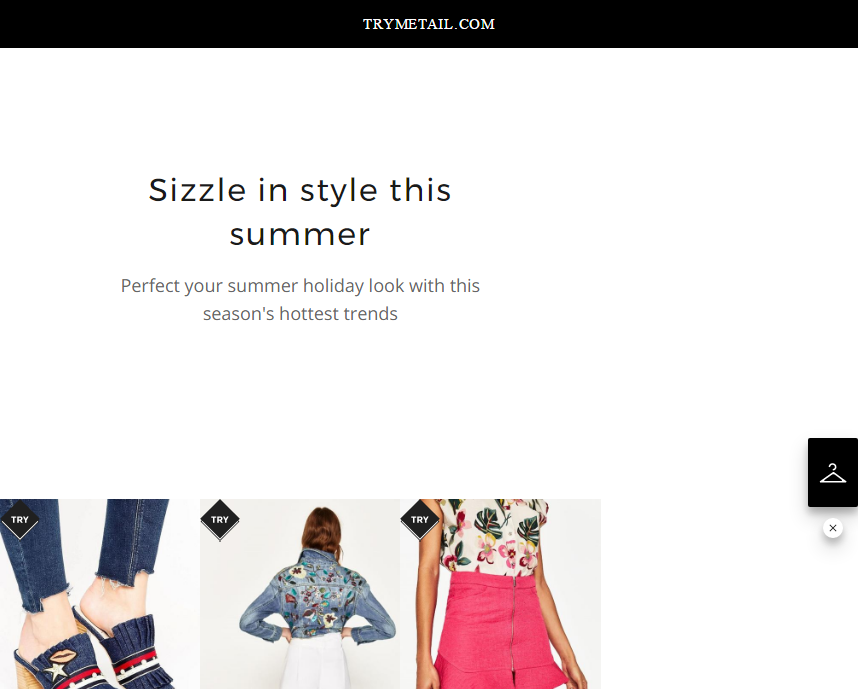 TRYMETAIL.COM
Sizzle in style this
summer
Perfect your summer holiday look with this
season's hottest trends
TRY
TRY
TRY